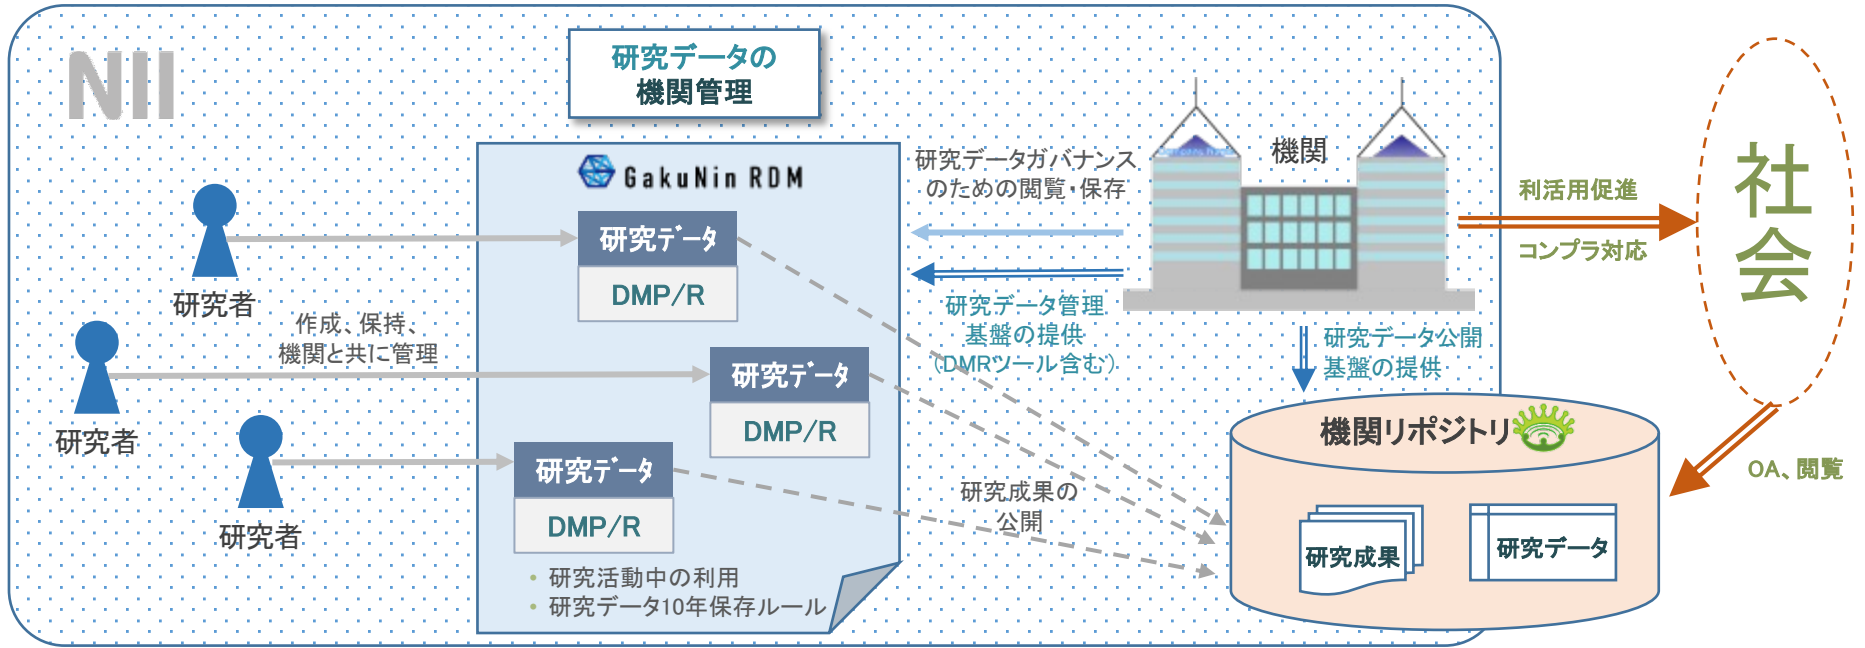 NII
研究データの
機関管理
GakuNin RDM
研究データ
DMP/R
研究データ
DMP/R
研究データ
DMP/R
・研究活動中の利用
・研究データ10年保存ルール
研究者
研究者
研究者
作成、保持、
機関と共に管理
研究データガバナンス
のための閲覧・保存
研究データ管理
基盤の提供
(DMRツール含む)
機関
研究データ公開
基盤の提供
利活用促進
コンプラ対応
社
会
OA、閲覧
研究成果の
公開
機関リポジトリ
研究成果
研究データ